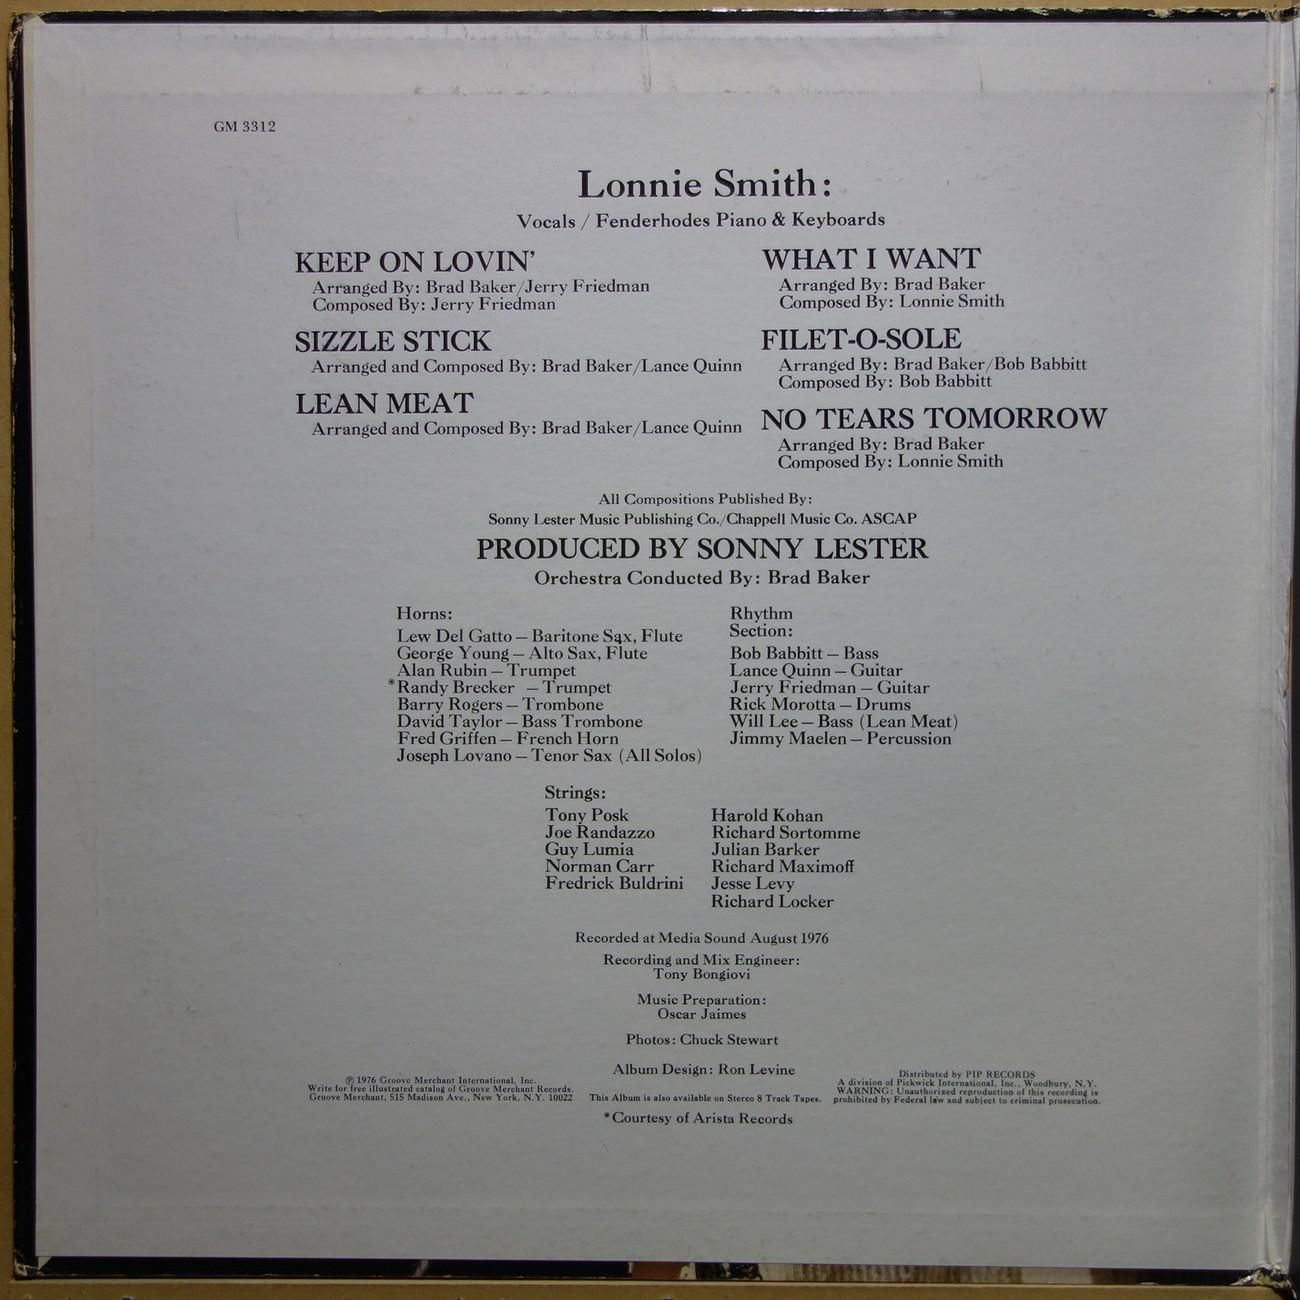 GM 3312
Lonnie Smith:
Vocals / Fenderhodes Piano & Keyboards
KEEP ON LOVIN'
Arranged By: Brad Baker/Jerry Friedman
Composed By: Jerry Friedman
SIZZLE STICK
Arranged and Composed By: Brad Baker/Lance Quinn
LEAN MEAT
Arranged and Composed By: Brad Baker/Lance Quinn
WHAT I WANT
Arranged By: Brad Baker
Composed By: Lonnie Smith
FILET-O-SOLE
Arranged By: Brad Baker/Bob Babbitt
Composed By: Bob Babbitt
NO TEARS TOMORROW
Arranged By: Brad Baker
Composed By: Lonnie Smith
All Compositions Published By:
Sonny Lester Music Publishing Co./Chappell Music Co. ASCAP
PRODUCED BY SONNY LESTER
Orchestra Conducted By: Brad Baker
Horns:
Lew Del Gatto — Baritone Sax, Flute
George Young — Alto Sax, Flute
Alan Rubin — Trumpet
*Randy Brecker — Trumpet
Barry Rogers — Trombone
David Taylor — Bass Trombone
Fred Griffen — French Horn
Joseph Lovano — Tenor Sax (All Solos)
Rhythm
Section:
Bob Babbitt — Bass
Lance Quinn — Guitar
Jerry Friedman — Guitar
Rick Morotta — Drums
Will Lee — Bass (Lean Meat)
Jimmy Maelen — Percussion
Strings:
Tony Posk
Joe Randazzo
Guy Lumia
Norman Carr
Fredrick Buldrini
Harold Kohan
Richard Sortomme
Julian Barker
Richard Maximoff
Jesse Levy
Richard Locker
Recorded at Media Sound August 1976
Recording and Mix Engineer:
Tony Bongiovi
Music Preparation:
Oscar Jaimes
Photos: Chuck Stewart
Album Design: Ron Levine
℗ 1976 Groove Merchant International, Inc.
Write for free illustrated catalog of Groove Merchant Records.
Groove Merchant, 515 Madison Ave., New York, N.Y. 10022
This Album is also available on Stereo 8 Track Tapes.
Distributed by PIP RECORDS
A division of Pickwick International, Inc., Woodbury, N.Y.
WARNING: Unauthorized reproduction of this recording is
prohibited by Federal law and subject to criminal prosecution.
*Courtesy of Arista Records